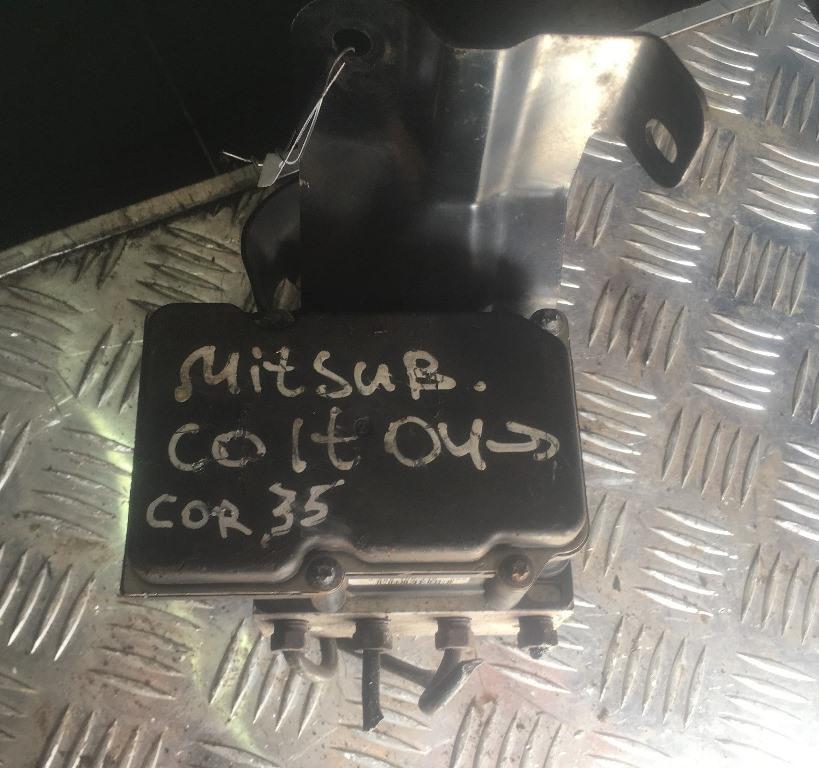 MitSuB.
Colt 04→
COR 35